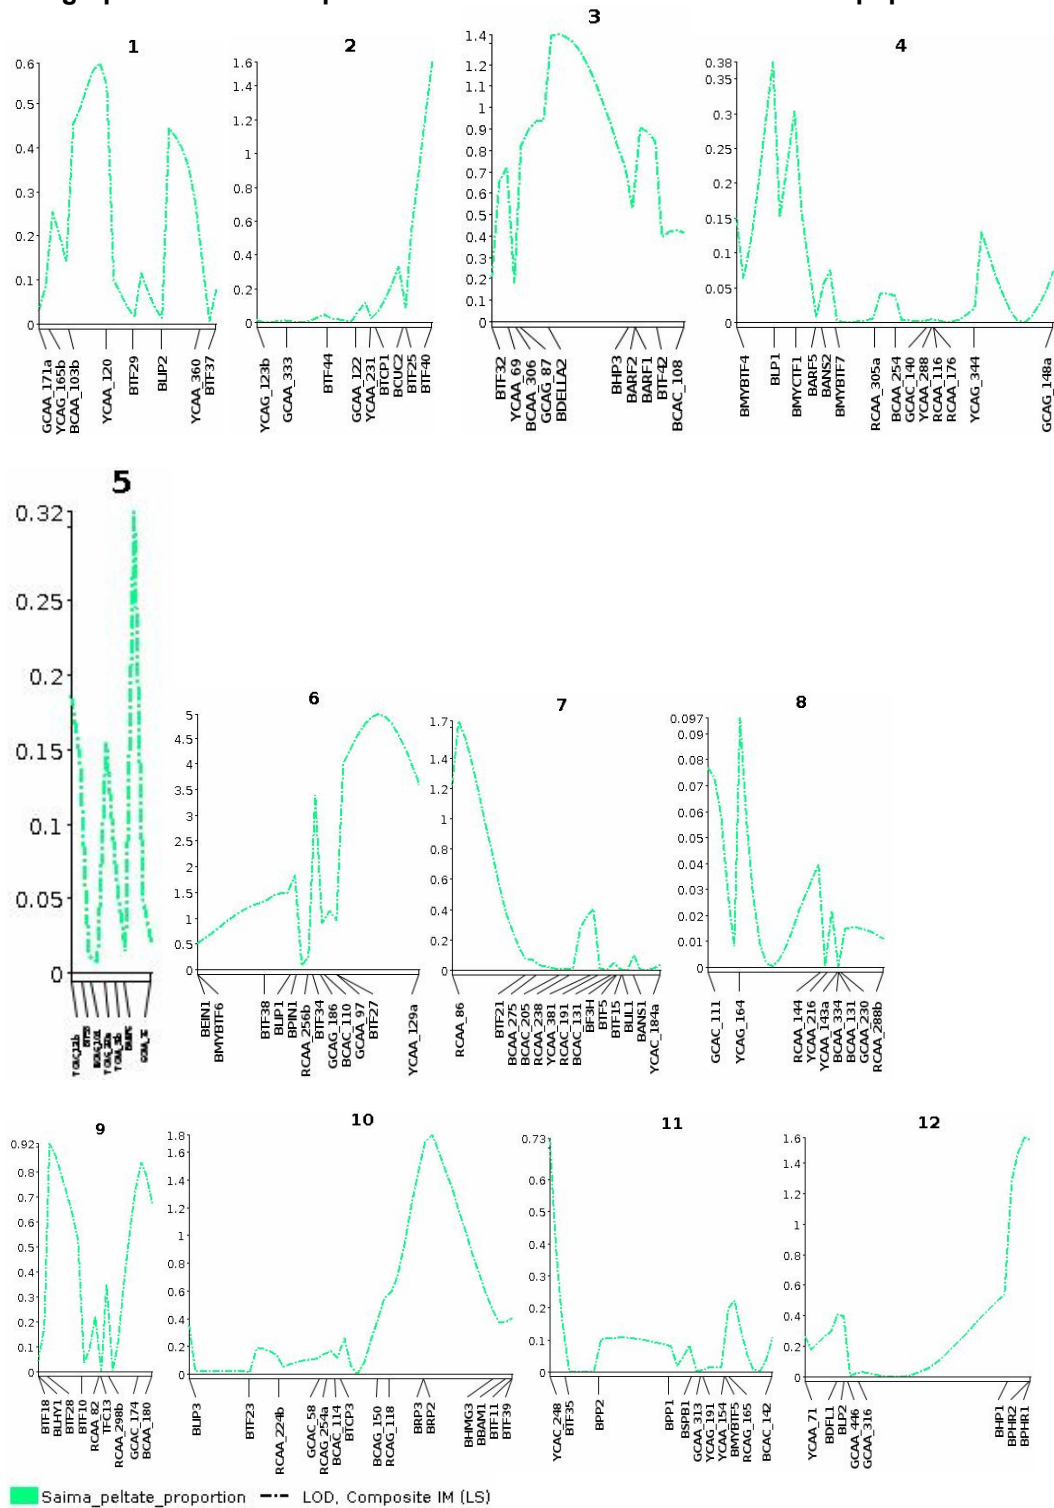 1
2
3
4
0.6
0.5
0.4
0.3
0.2
0.1
0
GCAA_171a
YCAG_165b
BCAA_103b
YCAA_120
BTF29
BLIP2
YCAA_360
BTF37
1.6
1.4
1.2
1
0.8
0.6
0.4
0.2
0
YCAG_123b
GCAA_333
BTF44
GCAA_122
YCAA_231
BTCP1
BCUC2
BTF25
BTF40
1.4
1.2
1.1
1
0.9
0.8
0.7
0.6
0.5
0.4
0.3
0.2
0.1
0
BTF32
YCAA_69
BCAA_306
GCAG_87
BDELLA2
BHP3
BARF2
BARF1
BTF42
BCAC_108
0.38
0.35
0.3
0.2
0.15
0.1
0.05
0
BMYBTF4
BLP1
BMYCTF1
BARF5
BANS2
BMYBTF7
RCAA_305a
BCAA_254
GCAC_140
YCAA_288
RCAA_116
RCAA_176
YCAG_344
GCAG_148a
5
0.32
0.25
0.2
0.15
0.1
0.05
0
6
7
8
5
4.5
4
3.5
3
2.5
2
1.5
1
0.5
0
BEIN1
BMYBTF6
BTF38
BLIP1
BPIN1
RCAA_256b
BTF34
GCAG_186
BCAC_110
GCAA_97
BTF27
YCAA_129a
1.7
1.4
1.2
1
0.8
0.6
0.4
0.2
0
RCAA_86
BTF21
BCAA_275
BCAC_205
RCAA_238
YCAA_381
RCAC_191
BCAC_131
BF3H
BTF5
BTF15
BUL1
BANS1
YCAC_184a
0.097
0.09
0.08
0.07
0.06
0.05
0.04
0.03
0.02
0.01
0
GCAC_111
YCAG_164
RCAA_144
YCAA_216
YCAA_143a
BCAA_334
BCAA_131
GCAA_230
RCAA_288b
9
10
11
12
0.92
0.8
0.7
0.6
0.5
0.4
0.3
0.2
0.1
0
BTF18
BLHY1
BTF28
BTF10
RCAA_82
TFC13
RCAA_298b
GCAC_174
BCAA_180
1.8
1.6
1.4
1.2
1
0.8
0.6
0.4
0.2
0
BLIP3
BTF23
RCAA_224b
GCAC_58
RCAG_254a
BCAC_114
BTCP3
BCAG_150
RCAG_118
BRP3
BRP2
BHMG3
BBAM1
BTF11
BTF39
0.73
0.6
0.5
0.4
0.3
0.2
0.1
0
YCAC_248
BTF35
BPP2
BPP1
BSPB1
GCAA_313
YCAG_191
YCAA_154
BMYBTF5
RCAG_165
BCAC_142
1.6
1.4
1.2
1
0.8
0.6
0.4
0.2
0
YCAA_71
BDFL1
BLP2
GCAA_446
GCAA_316
BHP1
BPHR2
BPHR1
Saima_peltate_proportion
LOD, Composite IM (LS)